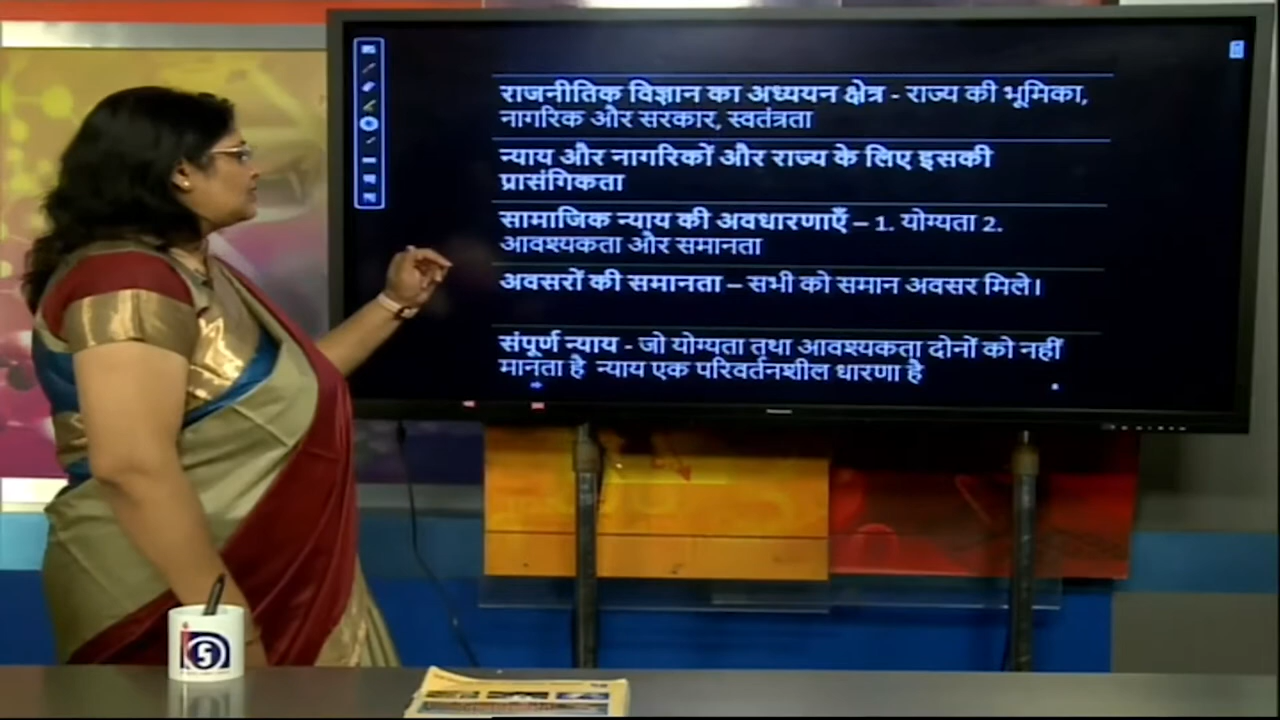 राजनीतिक विज्ञान का अध्ययन क्षेत्र - राज्य की भूमिका,
नागरिक और सरकार, स्वतंत्रता
न्याय और नागरिकों और राज्य के लिए इसकी
प्रासंगिकता
सामाजिक न्याय की अवधारणाएँ – 1. योग्यता 2.
आवश्यकता और समानता
अवसरों की समानता – सभी को समान अवसर मिले।
संपूर्ण न्याय - जो योग्यता तथा आवश्यकता दोनों को नहीं
मानता है न्याय एक परिवर्तनशील धारणा है
5